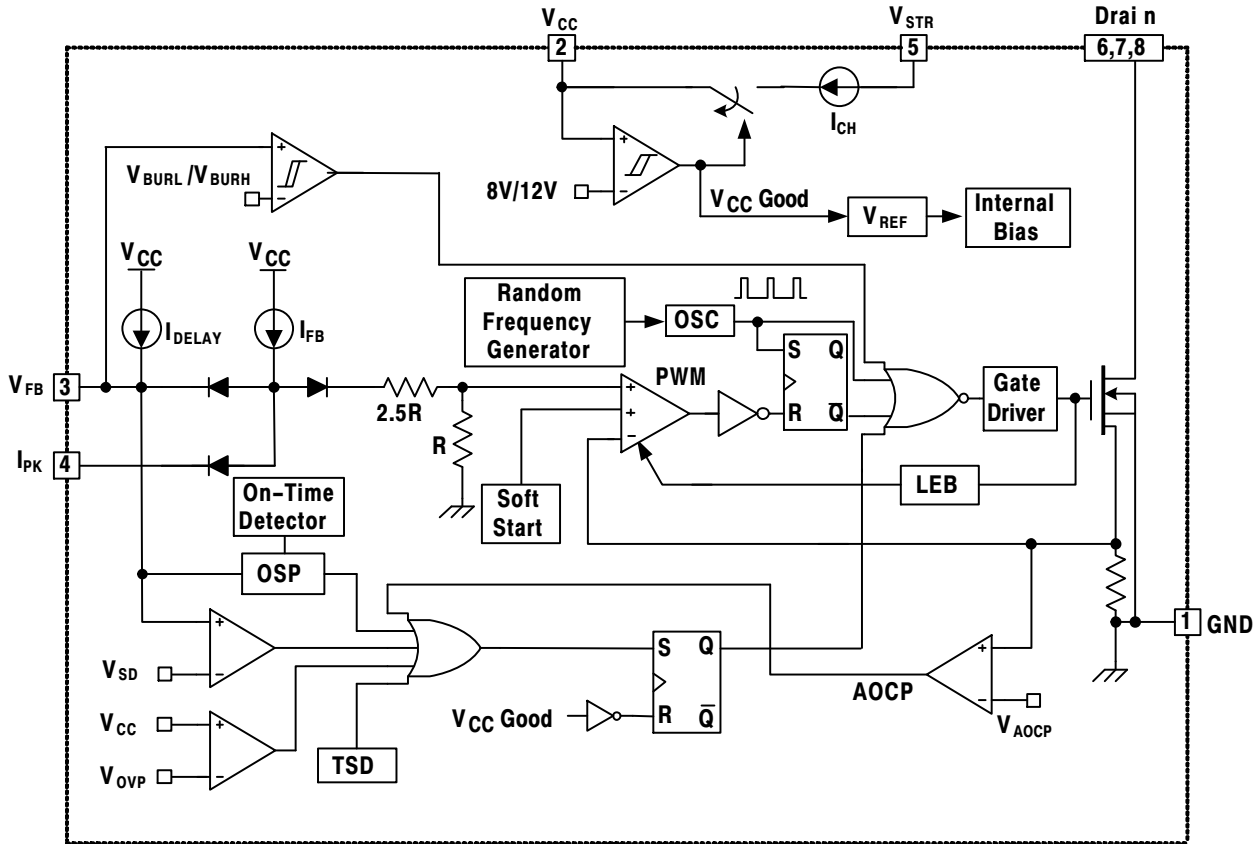 VCC
VSTR
Drai n
2
5
6,7,8
ICH
+
−
8V/12V
VCC Good
VREF
Internal
Bias
+
−
VBURL /VBURH
VCC
VCC
IDELAY
IFB
Random
Frequency
Generator
OSC
S Q
R Q̅
PWM
+
+
−
Gate
Driver
VFB 3
2.5R
R
IPK 4
LEB
Soft
Start
On−Time
Detector
OSP
+
−
VSD
S Q
R Q̅
VCC Good
AOCP
+
−
VAOCP
1 GND
VCC
+
−
VOVP
TSD